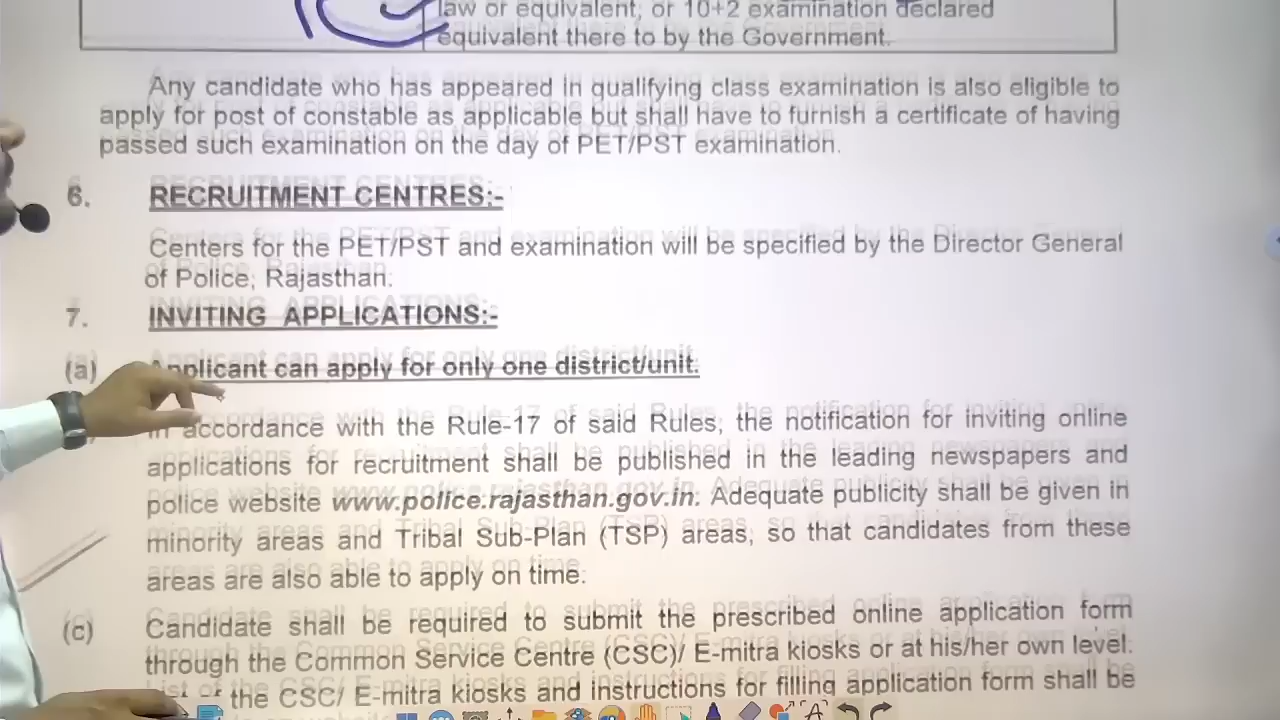 law or equivalent, or 10+2 examination declared
equivalent there to by the Government.
Any candidate who has appeared in qualifying class examination is also eligible to
apply for post of constable as applicable but shall have to furnish a certificate of having
passed such examination on the day of PET/PST examination.
6. RECRUITMENT CENTRES:-
Centers for the PET/PST and examination will be specified by the Director General
of Police, Rajasthan.
7. INVITING APPLICATIONS:-
(a) Applicant can apply for only one district/unit.
In accordance with the Rule-17 of said Rules, the notification for inviting online
applications for recruitment shall be published in the leading newspapers and
police website www.police.rajasthan.gov.in. Adequate publicity shall be given in
minority areas and Tribal Sub-Plan (TSP) areas, so that candidates from these
areas are also able to apply on time.
(c) Candidate shall be required to submit the prescribed online application form
through the Common Service Centre (CSC)/ E-mitra kiosks or at his/her own level.
List of the CSC/ E-mitra kiosks and instructions for filling application form shall be